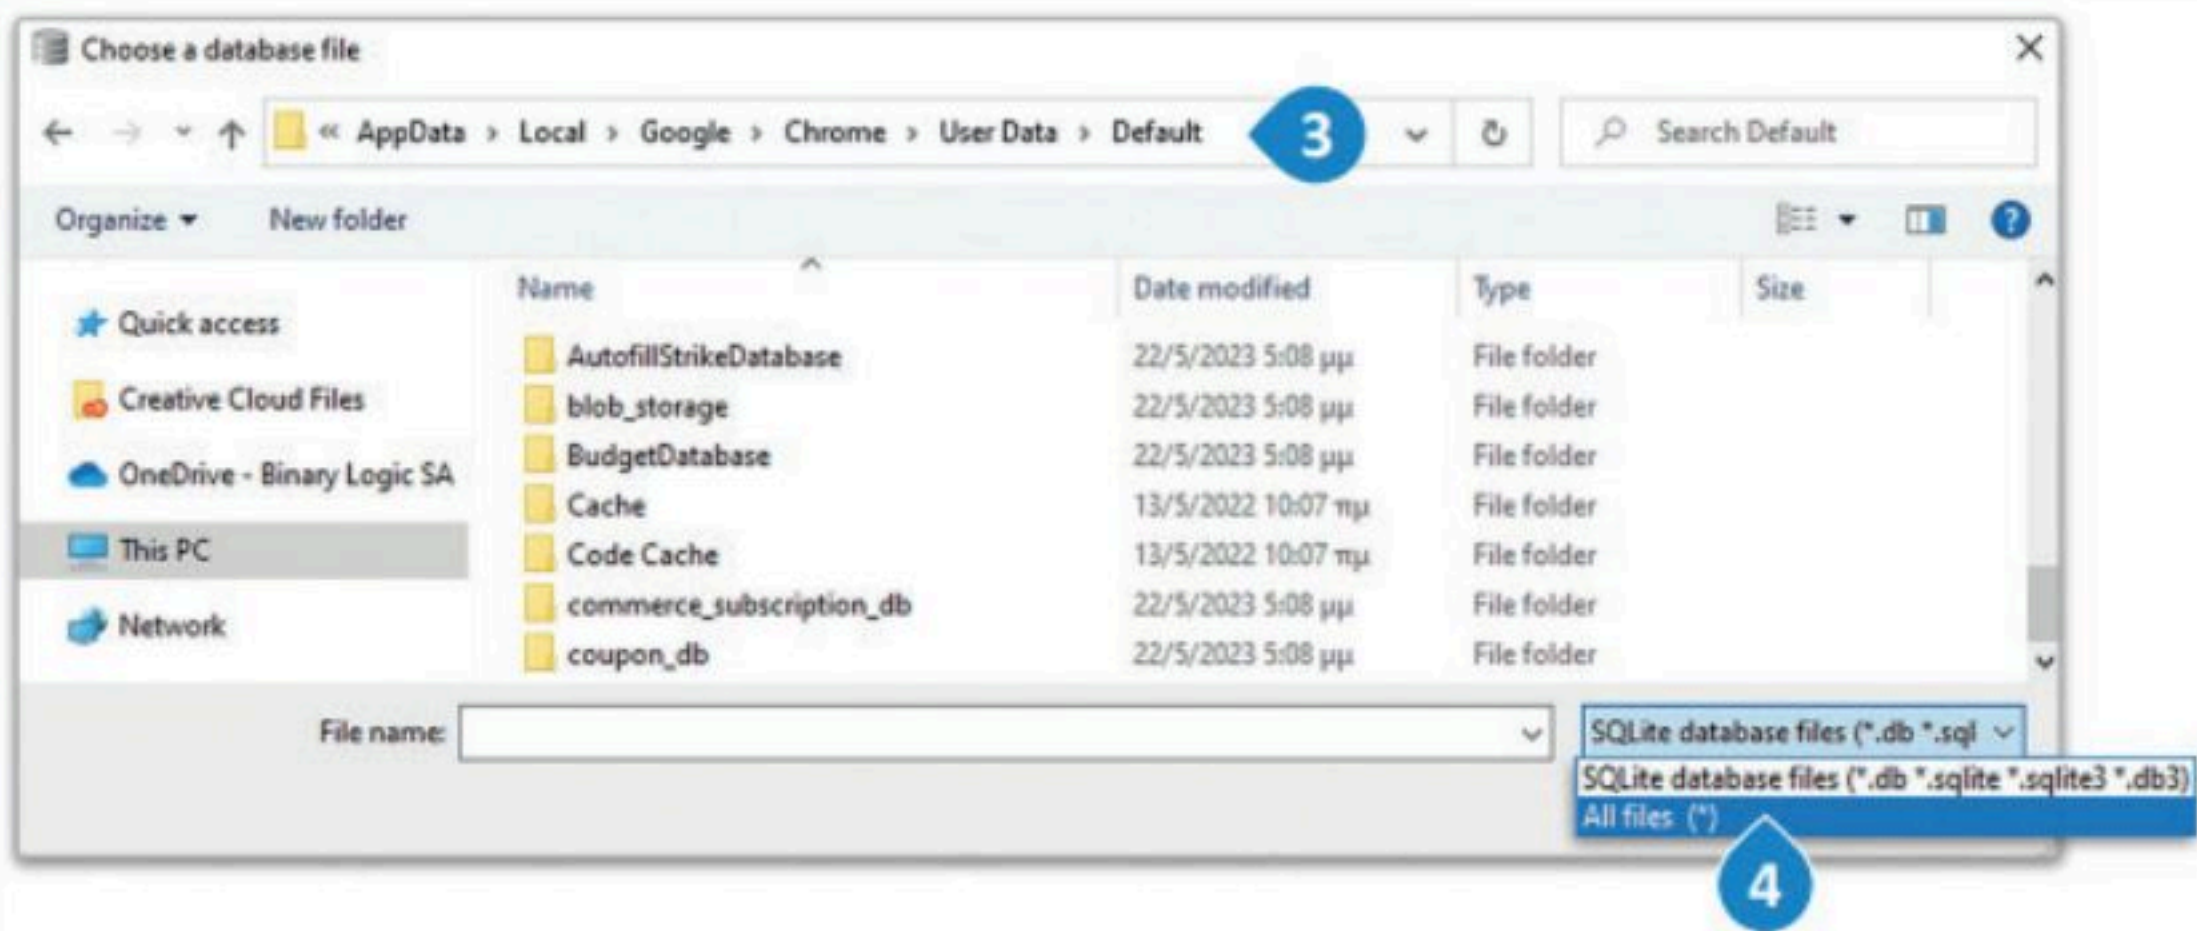 Choose a database file
« AppData › Local › Google › Chrome › User Data › Default
3
Search Default
Organize
New folder
?
Name Date modified Type Size
Quick access
Creative Cloud Files
OneDrive - Binary Logic SA
This PC
Network
AutofillStrikeDatabase 22/5/2023 5:08 μμ File folder
blob_storage 22/5/2023 5:08 μμ File folder
BudgetDatabase 22/5/2023 5:08 μμ File folder
Cache 13/5/2022 10:07 πμ File folder
Code Cache 13/5/2022 10:07 πμ File folder
commerce_subscription_db 22/5/2023 5:08 μμ File folder
coupon_db 22/5/2023 5:08 μμ File folder
File name:
SQLite database files (*.db *.sql
SQLite database files (*.db *.sqlite *.sqlite3 *.db3)
All files (*)
4